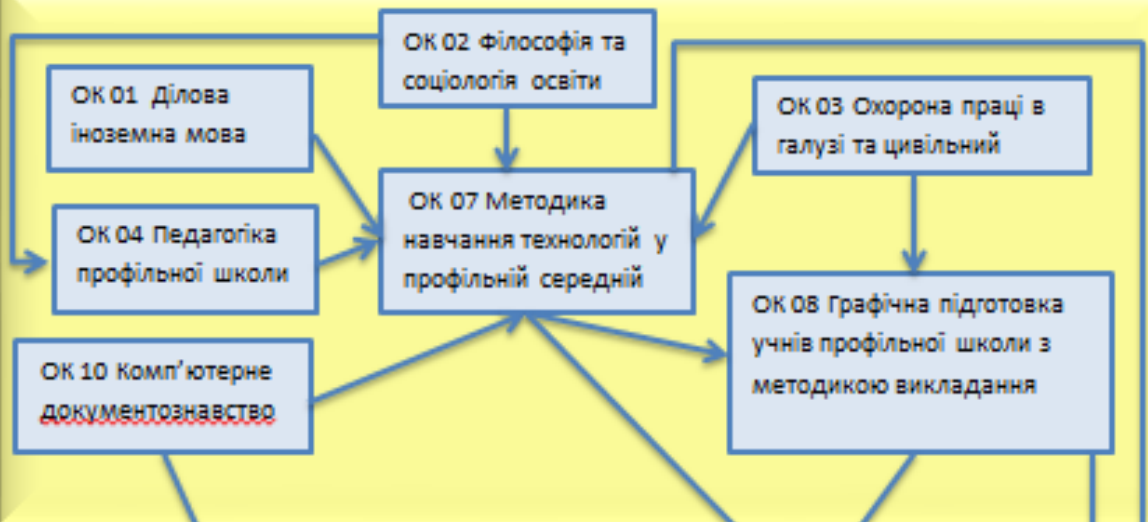 ОК 02 Філософія та
соціологія освіти
ОК 01 Ділова
іноземна мова
ОК 03 Охорона праці в
галузі та цивільний
ОК 07 Методика
навчання технологій у
профільній середній
ОК 04 Педагогіка
профільної школи
ОК 08 Графічна підготовка
учнів профільної школи з
методикою викладання
ОК 10 Комп’ютерне
документознавство